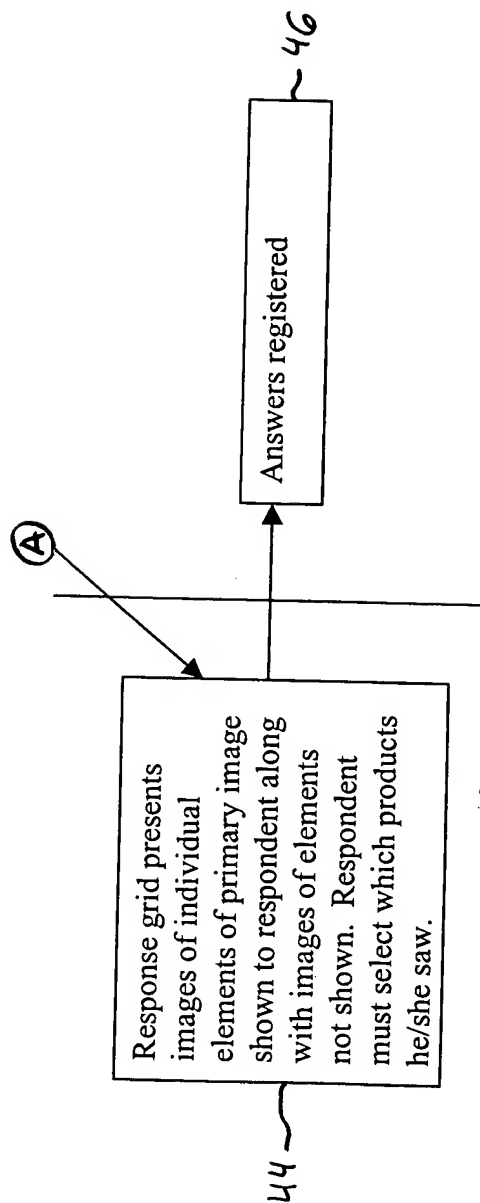 A
44
Response grid presents
images of individual
elements of primary image
shown to respondent along
with images of elements
not shown. Respondent
must select which products
he/she saw.
Answers registered
46